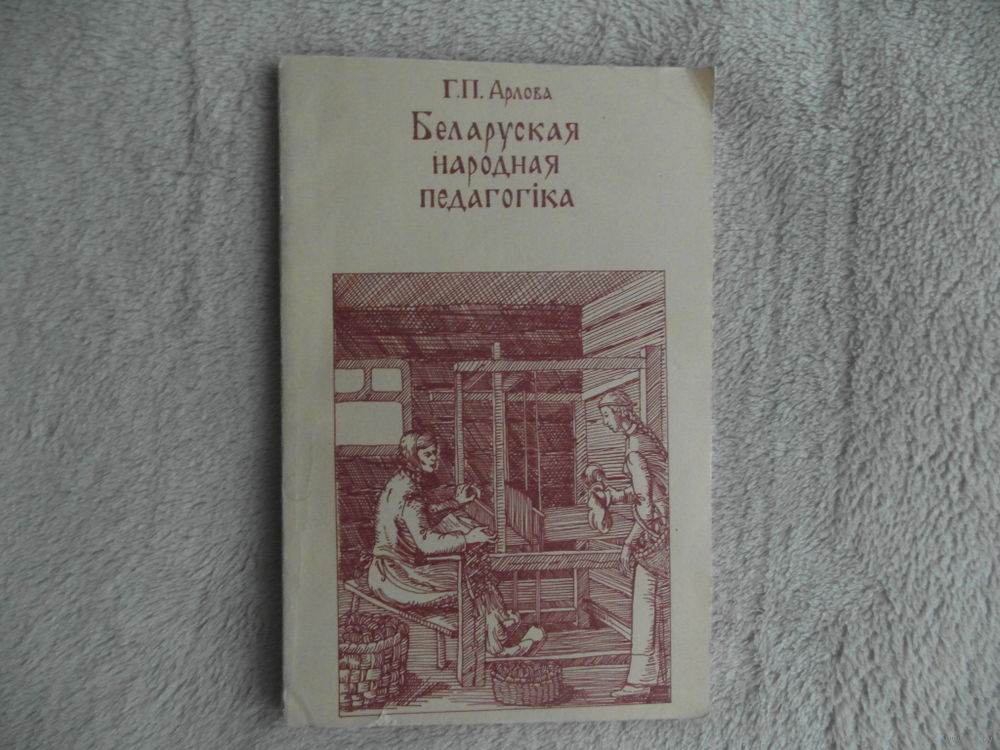 Г.П. Арлова
Беларуская
народная
педагогіка